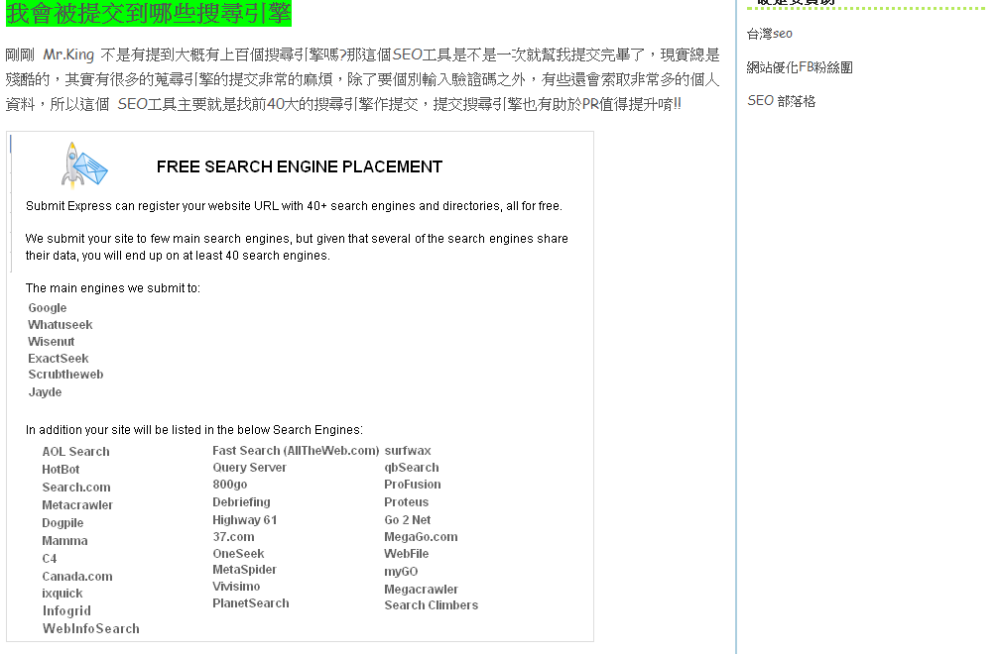 我會被提交到哪些搜尋引擎
剛剛 Mr.King 不是有提到大概有上百個搜尋引擎嗎?那這個SEO工具是不是一次就幫我提交完畢了，現實總是
殘酷的，其實有很多的蒐尋引擎的提交非常的麻煩，除了要個別輸入驗證碼之外，有些還會索取非常多的個人
資料，所以這個 SEO工具主要就是找前40大的搜尋引擎作提交，提交搜尋引擎也有助於PR值得提升唷!!
FREE SEARCH ENGINE PLACEMENT
Submit Express can register your website URL with 40+ search engines and directories, all for free.
We submit your site to few main search engines, but given that several of the search engines share
their data, you will end up on at least 40 search engines.
The main engines we submit to:
Google
Whatuseek
Wisenut
ExactSeek
Scrubtheweb
Jayde
In addition your site will be listed in the below Search Engines:
AOL Search
HotBot
Search.com
Metacrawler
Dogpile
Mamma
C4
Canada.com
ixquick
Infogrid
WebInfoSearch
Fast Search (AllTheWeb.com)
Query Server
800go
Debriefing
Highway 61
37.com
OneSeek
MetaSpider
Vivisimo
PlanetSearch
surfwax
qbSearch
ProFusion
Proteus
Go 2 Net
MegaGo.com
WebFile
myGO
Megacrawler
Search Climbers
台灣seo
網站優化FB粉絲團
SEO 部落格